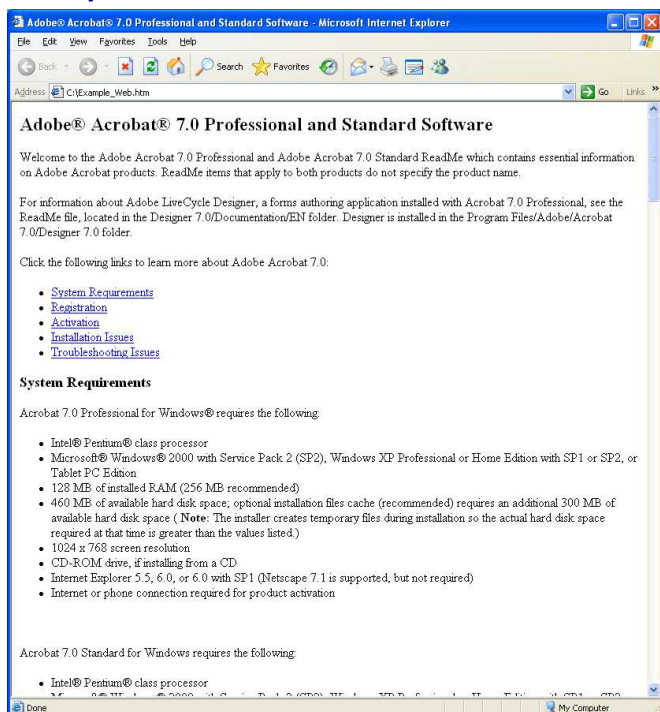 Adobe® Acrobat® 7.0 Professional and Standard Software - Microsoft Internet Explorer
File Edit View Favorites Tools Help
Back Search Favorites
Address C:\Example_Web.htm Go Links »
Adobe® Acrobat® 7.0 Professional and Standard Software
Welcome to the Adobe Acrobat 7.0 Professional and Adobe Acrobat 7.0 Standard ReadMe which contains essential information
on Adobe Acrobat products. ReadMe items that apply to both products do not specify the product name.
For information about Adobe LiveCycle Designer, a forms authoring application installed with Acrobat 7.0 Professional, see the
ReadMe file, located in the Designer 7.0/Documentation/EN folder. Designer is installed in the Program Files/Adobe/Acrobat
7.0/Designer 7.0 folder.
Click the following links to learn more about Adobe Acrobat 7.0:
• System Requirements
• Registration
• Activation
• Installation Issues
• Troubleshooting Issues
System Requirements
Acrobat 7.0 Professional for Windows® requires the following:
• Intel® Pentium® class processor
• Microsoft® Windows® 2000 with Service Pack 2 (SP2), Windows XP Professional or Home Edition with SP1 or SP2, or
Tablet PC Edition
• 128 MB of installed RAM (256 MB recommended)
• 460 MB of available hard disk space; optional installation files cache (recommended) requires an additional 300 MB of
available hard disk space ( Note: The installer creates temporary files during installation so the actual hard disk space
required at that time is greater than the values listed.)
• 1024 x 768 screen resolution
• CD-ROM drive, if installing from a CD
• Internet Explorer 5.5, 6.0, or 6.0 with SP1 (Netscape 7.1 is supported, but not required)
• Internet or phone connection required for product activation
Acrobat 7.0 Standard for Windows requires the following:
• Intel® Pentium® class processor
Done My Computer